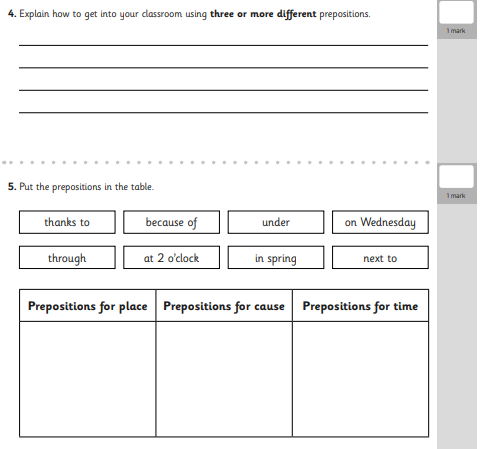 4. Explain how to get into your classroom using three or more different prepositions.
1 mark
5. Put the prepositions in the table.
1 mark
thanks to
because of
under
on Wednesday
through
at 2 o'clock
in spring
next to
Prepositions for place
Prepositions for cause
Prepositions for time